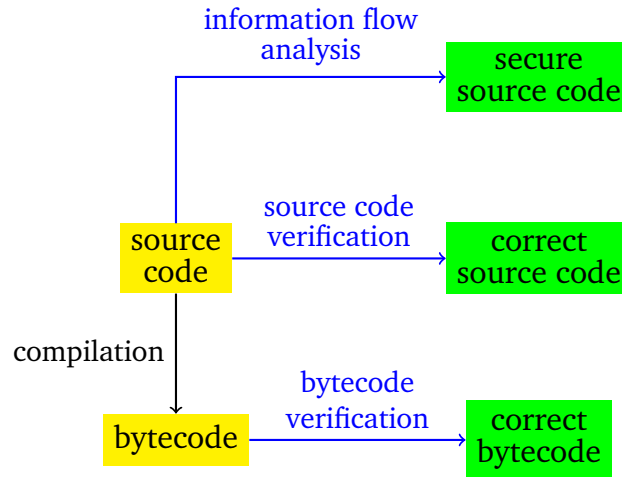 information flow
analysis
secure
source code
source code
verification
source
code
correct
source code
compilation
bytecode
verification
bytecode
correct
bytecode